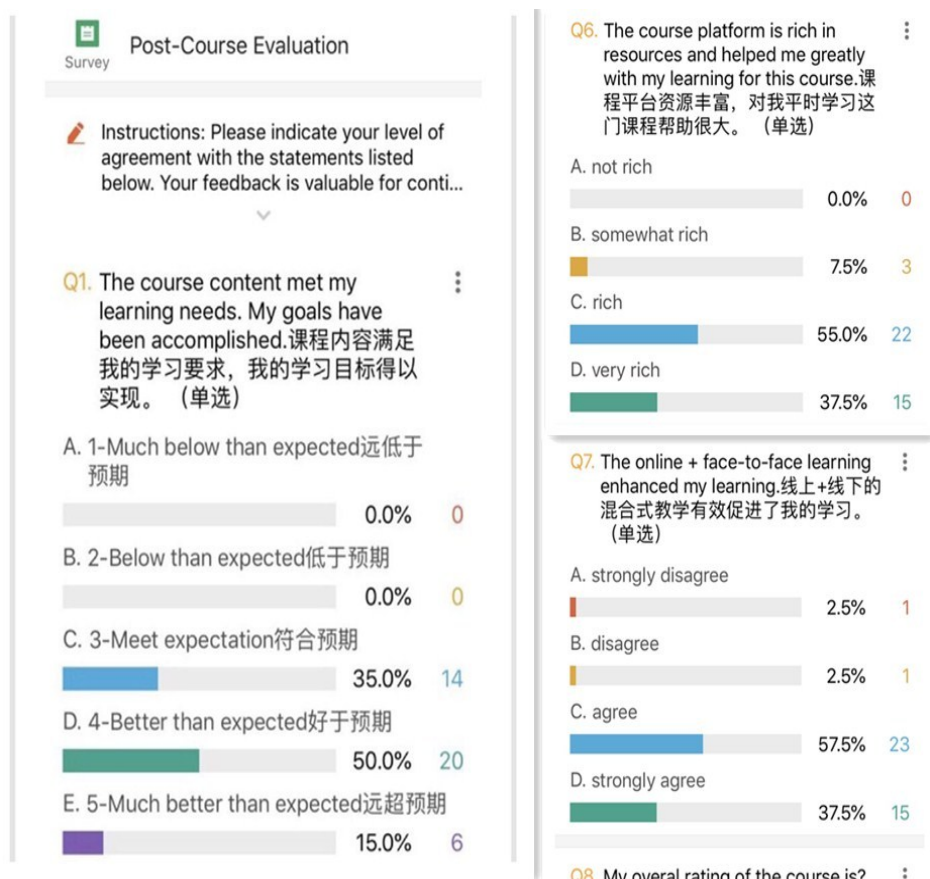 Survey
Post-Course Evaluation
Instructions: Please indicate your level of
agreement with the statements listed
below. Your feedback is valuable for conti...
Q1. The course content met my
learning needs. My goals have
been accomplished.课程内容满足
我的学习要求，我的学习目标得以
实现。（单选）
A. 1-Much below than expected远低于
预期
0.0% 0
B. 2-Below than expected低于预期
0.0% 0
C. 3-Meet expectation符合预期
35.0% 14
D. 4-Better than expected好于预期
50.0% 20
E. 5-Much better than expected远超预期
15.0% 6
Q6. The course platform is rich in
resources and helped me greatly
with my learning for this course.课
程平台资源丰富，对我平时学习这
门课程帮助很大。（单选）
A. not rich
0.0% 0
B. somewhat rich
7.5% 3
C. rich
55.0% 22
D. very rich
37.5% 15
Q7. The online + face-to-face learning
enhanced my learning.线上+线下的
混合式教学有效促进了我的学习。
（单选）
A. strongly disagree
2.5% 1
B. disagree
2.5% 1
C. agree
57.5% 23
D. strongly agree
37.5% 15
Q8. My overal rating of the course is?